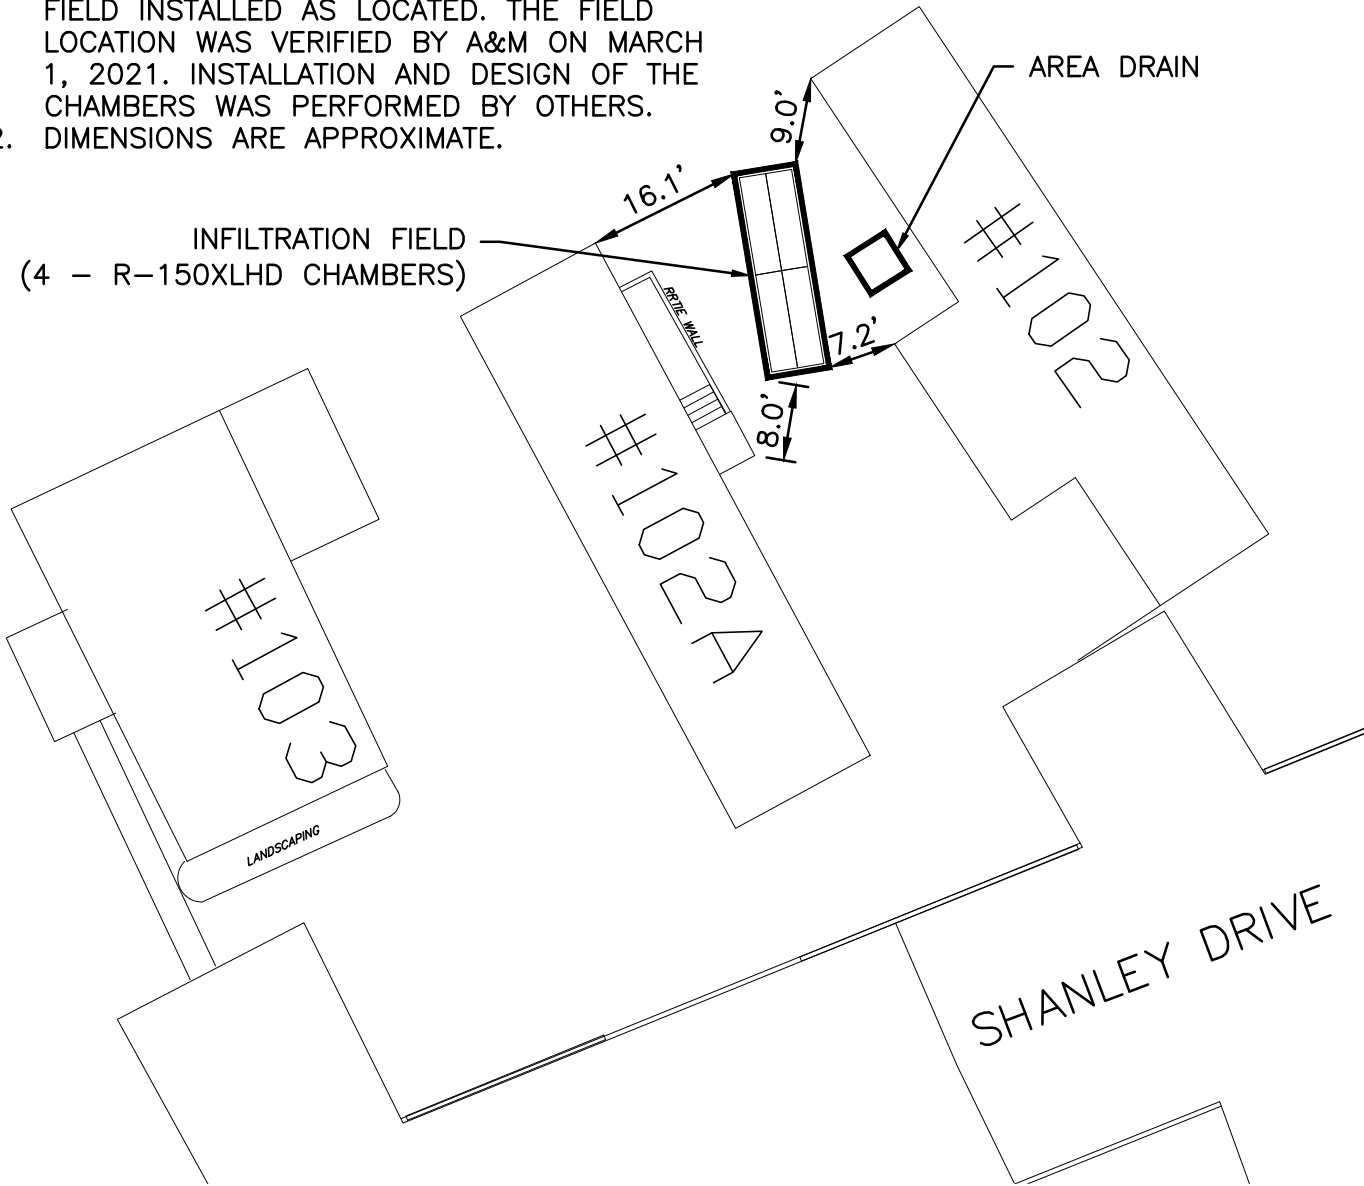 FIELD INSTALLED AS LOCATED. THE FIELD
LOCATION WAS VERIFIED BY A&M ON MARCH
1, 2021. INSTALLATION AND DESIGN OF THE
CHAMBERS WAS PERFORMED BY OTHERS.
2. DIMENSIONS ARE APPROXIMATE.
AREA DRAIN
9.0'
16.1'
INFILTRATION FIELD
(4 - R-150XLHD CHAMBERS)
RRTIE WALL
7.2'
8.0'
#102
#102A
#103
LANDSCAPING
SHANLEY DRIVE